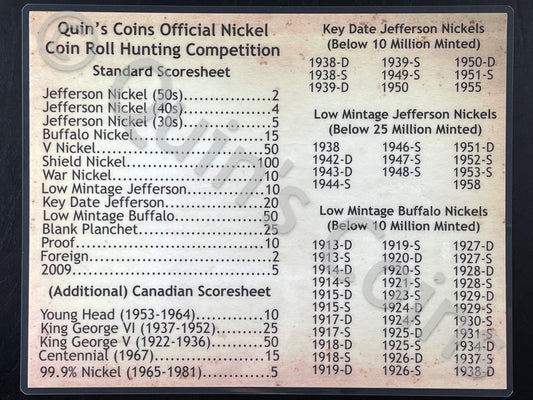 Quin's Coins Official Nickel
Coin Roll Hunting Competition
Standard Scoresheet
Jefferson Nickel (50s)....................2
Jefferson Nickel (40s)....................4
Jefferson Nickel (30s)....................5
Buffalo Nickel..............................15
V Nickel......................................50
Shield Nickel..............................100
War Nickel..................................10
Low Mintage Jefferson..................10
Key Date Jefferson.......................20
Low Mintage Buffalo.....................50
Blank Planchet.............................25
Proof..........................................10
Foreign.........................................2
2009.............................................5
(Additional) Canadian Scoresheet
Young Head (1953-1964)...............10
King George VI (1937-1952)...........25
King George V (1922-1936)............50
Centennial (1967)........................15
99.9% Nickel (1965-1981)...............5
Key Date Jefferson Nickels
(Below 10 Million Minted)
1938-D 1939-S 1950-D
1938-S 1949-S 1951-S
1939-D 1950 1955
Low Mintage Jefferson Nickels
(Below 25 Million Minted)
1938 1946-S 1951-D
1942-D 1947-S 1952-S
1943-D 1948-S 1953-S
1944-S 1958
Low Mintage Buffalo Nickels
(Below 10 Million Minted)
1913-D 1919-S 1927-D
1913-S 1920-D 1927-S
1914-D 1920-S 1928-D
1914-S 1921-S 1928-S
1915-D 1923-S 1929-D
1915-S 1924-D 1929-S
1917-D 1924-S 1930-S
1917-S 1925-D 1931-S
1918-D 1925-S 1934-D
1918-S 1926-D 1937-S
1919-D 1926-S 1938-D
© Quin's Coins